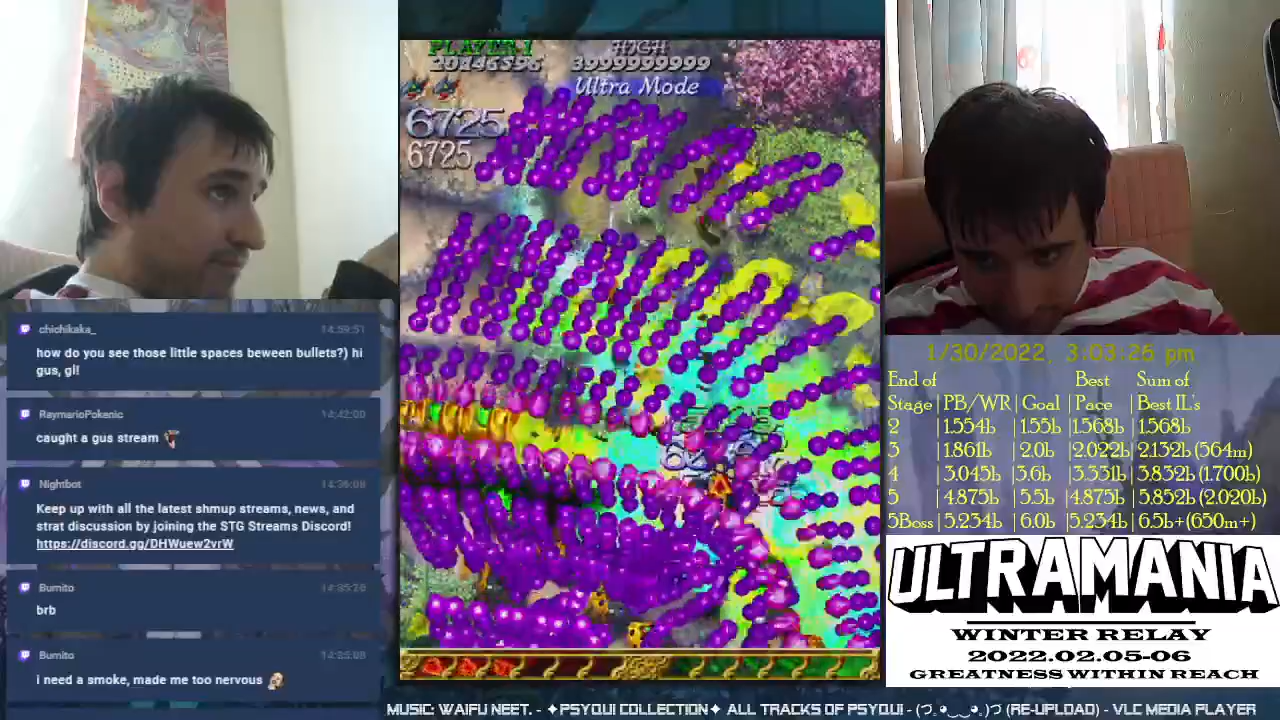 chichikaka_ 14:59:51
how do you see those little spaces beween bullets?) hi
gus, gl!
RaymarioPokenic 14:42:00
caught a gus stream
Nightbot 14:36:08
Keep up with all the latest shmup streams, news, and
strat discussion by joining the STG Streams Discord!
https://discord.gg/DHWuew2vrW
Bumito
brb
Bumito
i need a smoke, made me too nervous
PLAYER 1 HIGH
3999999999
Ultra Mode
6725
6725
1/30/2022, 3:03:26 pm
End of Best Sum of
Stage | PB/WR | Goal | Pace | Best IL's
2 | 1.554b | 1.55b | 1.568b | 1.568b
3 | 1.861b | 2.0b | 2.022b | 2.132b (564m)
4 | 3.045b | 3.6b | 3.331b | 3.832b (1.700b)
5 | 4.875b | 5.5b | 4.875b | 5.852b (2.020b)
5Boss | 5.234b | 6.0b | 5.234b | 6.5b+(650m+)
ULTRAMANIA
WINTER RELAY
2022.02.05-06
GREATNESS WITHIN REACH
MUSIC: WAIFU NEET. - ✦PSYQUI COLLECTION✦ ALL TRACKS OF PSYQUI - (つ｡◕‿‿◕｡)つ (RE-UPLOAD) - VLC MEDIA PLAYER